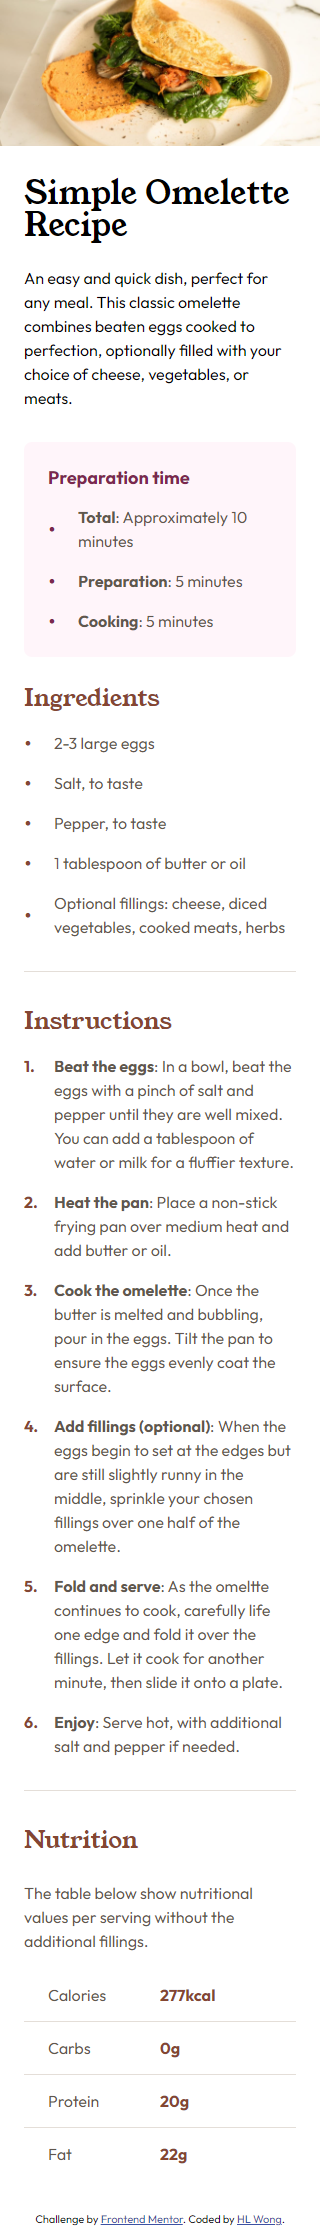 Simple Omelette
Recipe
An easy and quick dish, perfect for
any meal. This classic omelette
combines beaten eggs cooked to
perfection, optionally filled with your
choice of cheese, vegetables, or
meats.
Preparation time
• Total: Approximately 10
minutes
• Preparation: 5 minutes
• Cooking: 5 minutes
Ingredients
• 2-3 large eggs
• Salt, to taste
• Pepper, to taste
• 1 tablespoon of butter or oil
• Optional fillings: cheese, diced
vegetables, cooked meats, herbs
Instructions
1. Beat the eggs: In a bowl, beat the
eggs with a pinch of salt and
pepper until they are well mixed.
You can add a tablespoon of
water or milk for a fluffier texture.
2. Heat the pan: Place a non-stick
frying pan over medium heat and
add butter or oil.
3. Cook the omelette: Once the
butter is melted and bubbling,
pour in the eggs. Tilt the pan to
ensure the eggs evenly coat the
surface.
4. Add fillings (optional): When the
eggs begin to set at the edges but
are still slightly runny in the
middle, sprinkle your chosen
fillings over one half of the
omelette.
5. Fold and serve: As the omeltte
continues to cook, carefully life
one edge and fold it over the
fillings. Let it cook for another
minute, then slide it onto a plate.
6. Enjoy: Serve hot, with additional
salt and pepper if needed.
Nutrition
The table below show nutritional
values per serving without the
additional fillings.
Calories 277kcal
Carbs 0g
Protein 20g
Fat 22g
Challenge by Frontend Mentor. Coded by HL Wong.